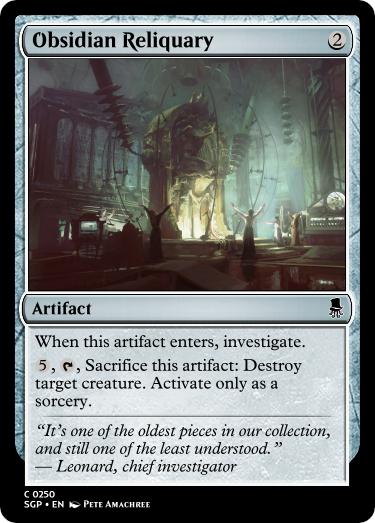 Obsidian Reliquary 2
Artifact
When this artifact enters, investigate.
5, , Sacrifice this artifact: Destroy
target creature. Activate only as a
sorcery.
“It’s one of the oldest pieces in our collection,
and still one of the least understood.”
— Leonard, chief investigator
C 0250
SGP • EN Pete Amachree